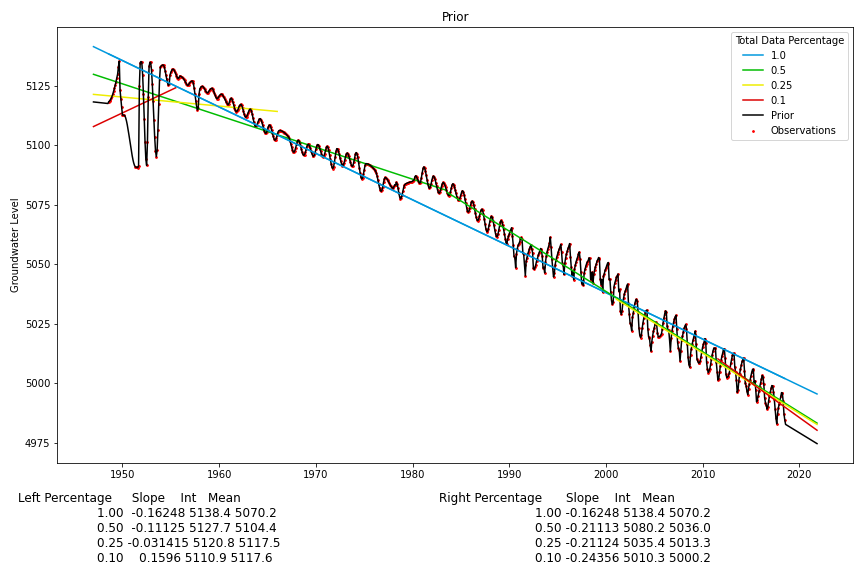 Prior
Total Data Percentage
1.0
0.5
0.25
0.1
Prior
Observations
Groundwater Level
5125
5100
5075
5050
5025
5000
4975
1950 1960 1970 1980 1990 2000 2010 2020
Left Percentage Slope Int Mean
1.00 -0.16248 5138.4 5070.2
0.50 -0.11125 5127.7 5104.4
0.25 -0.031415 5120.8 5117.5
0.10 0.1596 5110.9 5117.6
Right Percentage Slope Int Mean
1.00 -0.16248 5138.4 5070.2
0.50 -0.21113 5080.2 5036.0
0.25 -0.21124 5035.4 5013.3
0.10 -0.24356 5010.3 5000.2